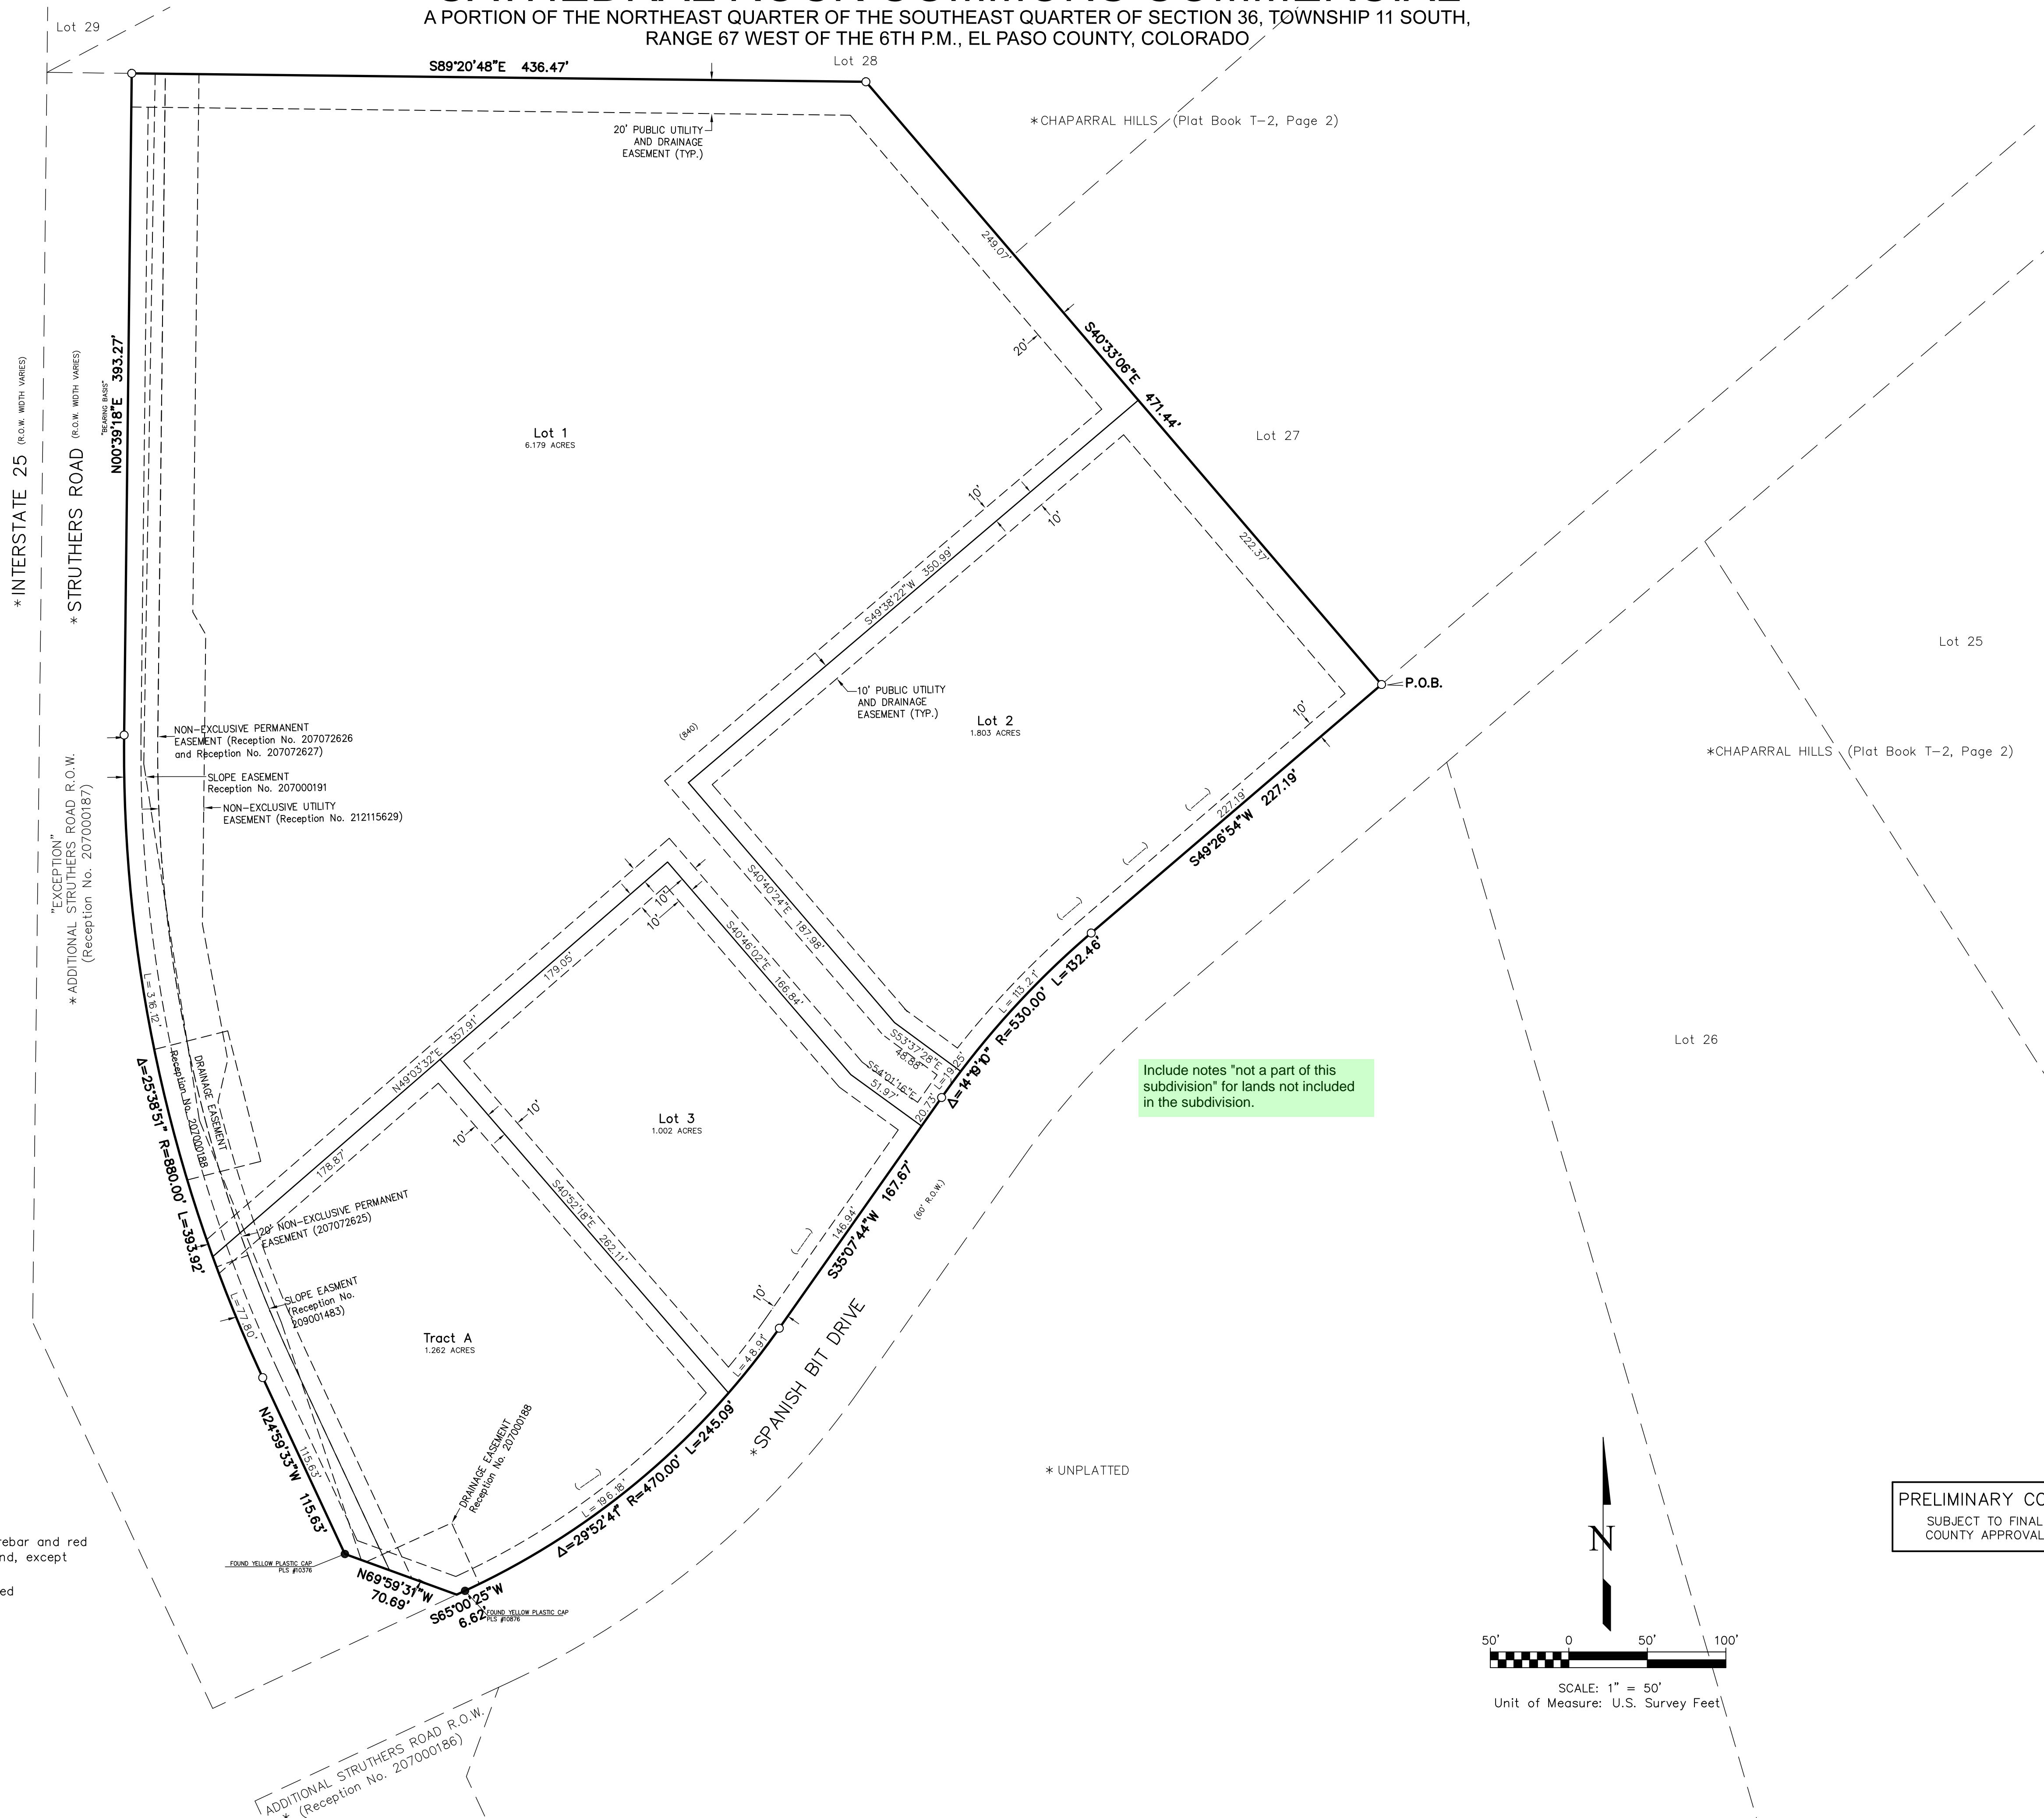 A PORTION OF THE NORTHEAST QUARTER OF THE SOUTHEAST QUARTER OF SECTION 36, TOWNSHIP 11 SOUTH,
RANGE 67 WEST OF THE 6TH P.M., EL PASO COUNTY, COLORADO
Lot 29
S89°20'48"E 436.47'
Lot 28
20' PUBLIC UTILITY
AND DRAINAGE
EASEMENT (TYP.)
*CHAPARRAL HILLS (Plat Book T-2, Page 2)
249.07'
S40°33'06"E 471.44'
20'
*INTERSTATE 25 (R.O.W. WIDTH VARIES)
* STRUTHERS ROAD (R.O.W. WIDTH VARIES)
"BEARING BASIS"
N00°39'18"E 393.27'
Lot 1
6.179 ACRES
Lot 27
10'
10'
S49°38'22"W 350.99'
222.37'
Lot 25
P.O.B.
10' PUBLIC UTILITY
AND DRAINAGE
EASEMENT (TYP.)
Lot 2
1.803 ACRES
(840)
10'
*CHAPARRAL HILLS (Plat Book T-2, Page 2)
NON-EXCLUSIVE PERMANENT
EASEMENT (Reception No. 207072626
and Reception No. 207072627)
SLOPE EASEMENT
Reception No. 207000191
NON-EXCLUSIVE UTILITY
EASEMENT (Reception No. 212115629)
"EXCEPTION"
* ADDITIONAL STRUTHERS ROAD R.O.W.
(Reception No. 207000187)
227.19'
S49°26'54"W 227.19'
S40°40'24"E 187.98'
10'
10'
S40°46'02"E 166.84'
179.05'
L=316.12'
L=113.21'
Δ=14°19'10" R=530.00' L=132.46'
S53°37'28"E
48.88'
L=19.25'
S54°01'16"E
51.97'
20.73'
N49°03'32"E 357.91'
Δ=25°38'51" R=880.00' L=393.92'
DRAINAGE EASEMENT
Reception No. 207000188
Lot 26
Include notes "not a part of this
subdivision" for lands not included
in the subdivision.
10'
10'
Lot 3
1.002 ACRES
178.87'
20' NON-EXCLUSIVE PERMANENT
EASEMENT (207072625)
S40°52'18"E 262.11'
146.94'
S35°07'44"W 167.67'
(60' R.O.W.)
10'
SLOPE EASMENT
(Reception No.
209001483)
L=77.80'
Tract A
1.262 ACRES
L=48.91'
*SPANISH BIT DRIVE
N24°59'33"W 115.63'
115.63'
DRAINAGE EASEMENT
Reception No. 207000188
L=196.18'
Δ=29°52'41" R=470.00' L=245.09'
* UNPLATTED
N
PRELIMINARY CO
SUBJECT TO FINAL
COUNTY APPROVAL
rebar and red
nd, except
ed
FOUND YELLOW PLASTIC CAP
PLS #10376
N69°59'31"W
70.69'
S65°00'25"W
6.62'
FOUND YELLOW PLASTIC CAP
PLS #10876
50' 0 50' 100'
SCALE: 1" = 50'
Unit of Measure: U.S. Survey Feet
ADDITIONAL STRUTHERS ROAD R.O.W.
* (Reception No. 207000186)